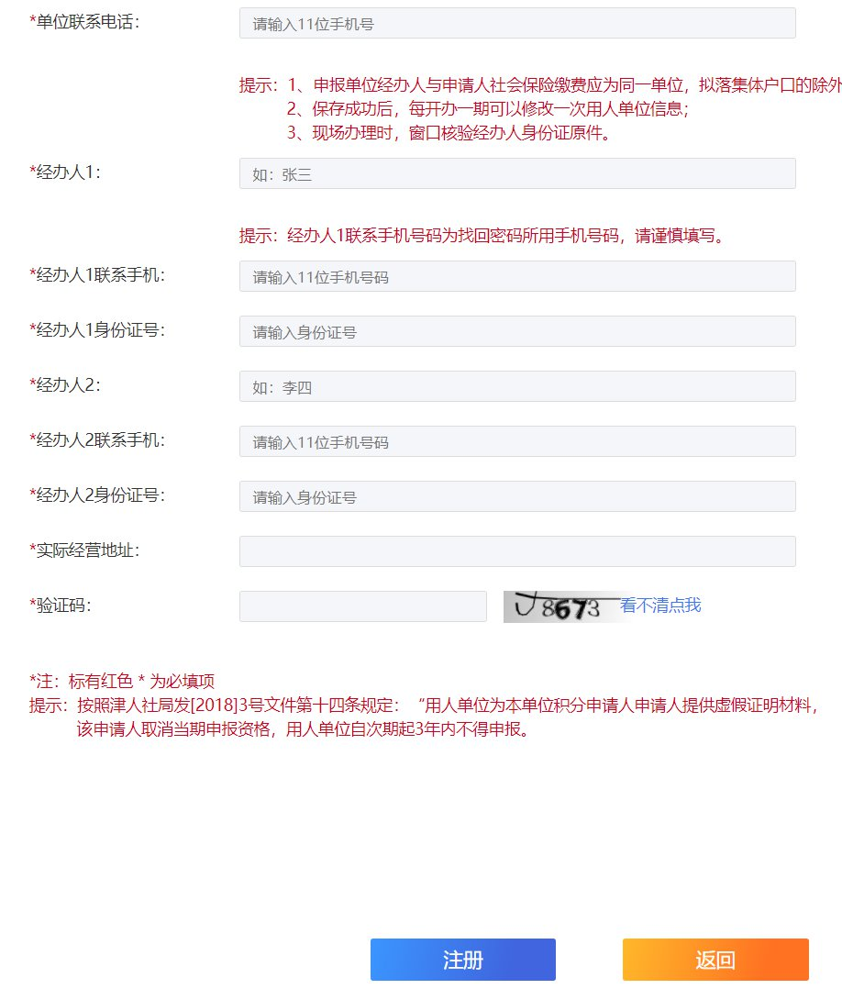 *单位联系电话：
请输入11位手机号
提示：1、申报单位经办人与申请人社会保险缴费应为同一单位，拟落集体户口的除外
2、保存成功后，每开办一期可以修改一次用人单位信息；
3、现场办理时，窗口核验经办人身份证原件。
*经办人1：
如：张三
提示：经办人1联系手机号码为找回密码所用手机号码，请谨慎填写。
*经办人1联系手机：
请输入11位手机号码
*经办人1身份证号：
请输入身份证号
*经办人2：
如：李四
*经办人2联系手机：
请输入11位手机号码
*经办人2身份证号：
请输入身份证号
*实际经营地址：
*验证码：
8673
看不清点我
*注：标有红色 * 为必填项
提示：按照津人社局发[2018]3号文件第十四条规定：“用人单位为本单位积分申请人申请人提供虚假证明材料，
该申请人取消当期申报资格，用人单位自次期起3年内不得申报。
注册
返回